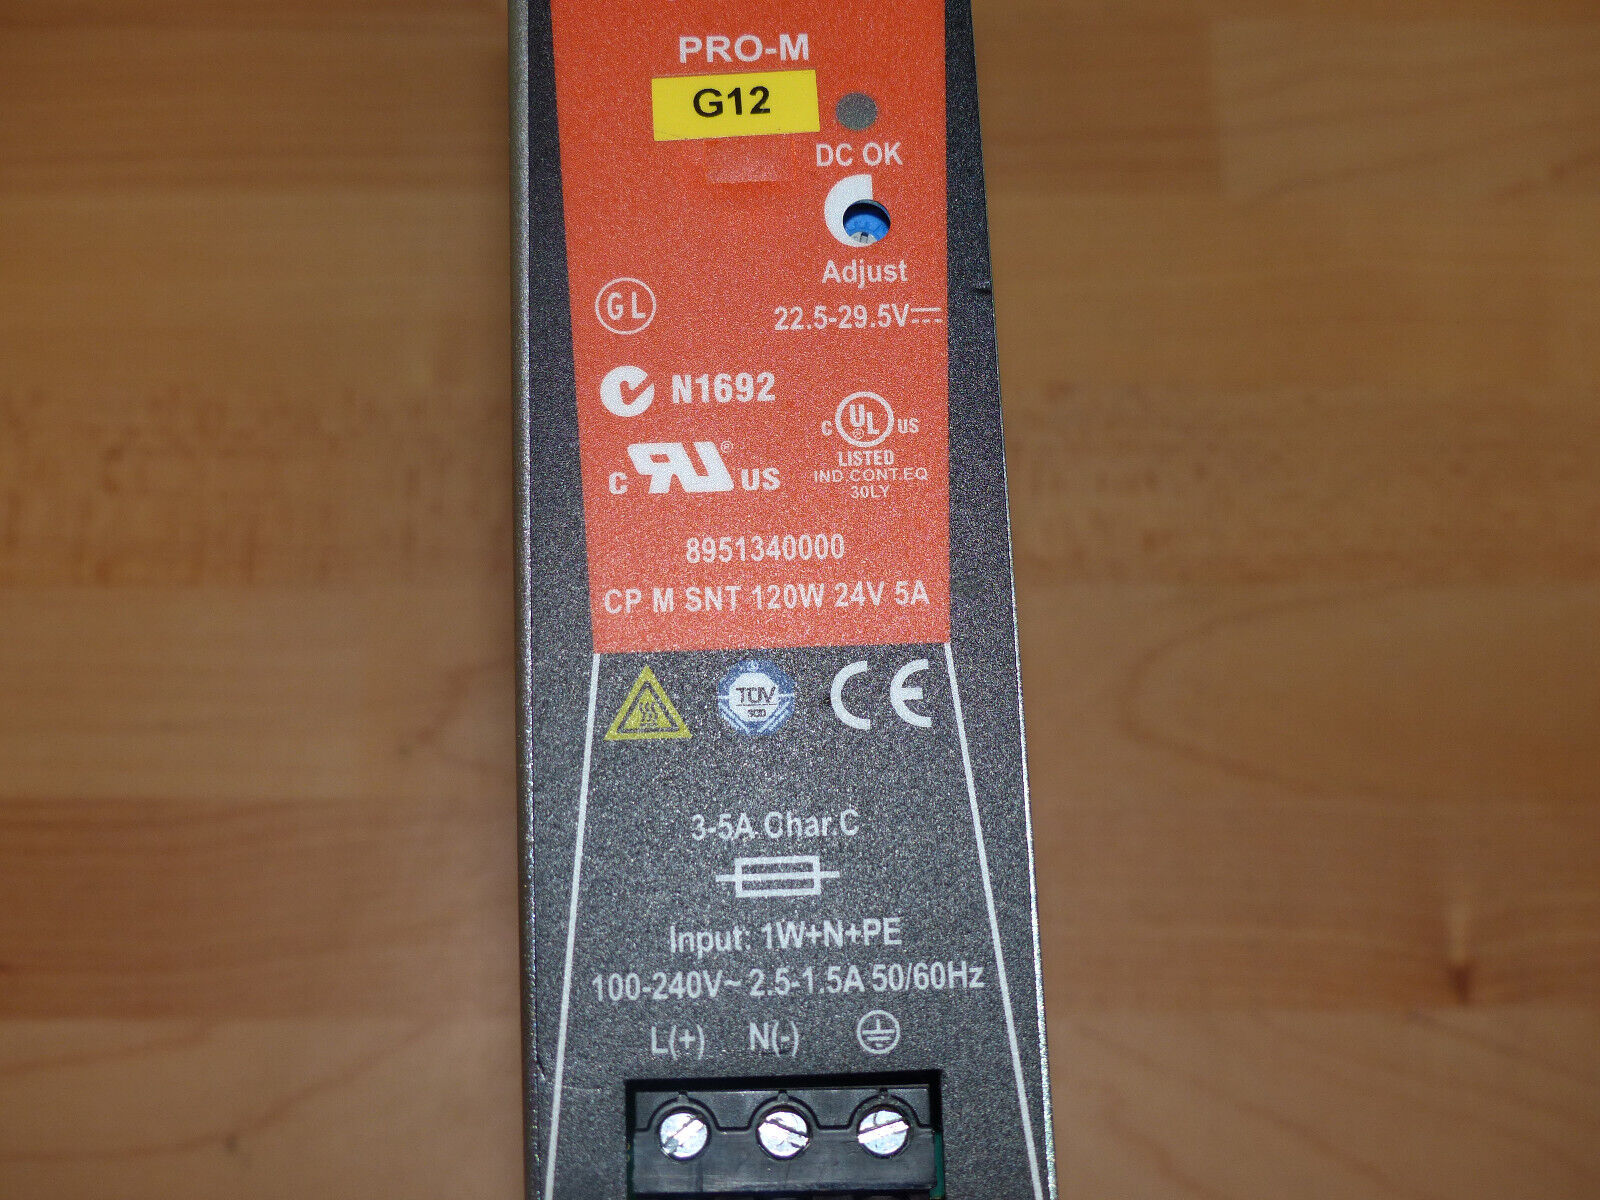 PRO-M
G12
DC OK
Adjust
22.5-29.5V
GL
N1692
C UL US
LISTED
IND.CONT.EQ
30LY
c RU US
8951340000
CP M SNT 120W 24V 5A
TÜV
CE
3-5A Char.C
Input: 1W+N+PE
100-240V~ 2.5-1.5A 50/60Hz
L(+) N(-)